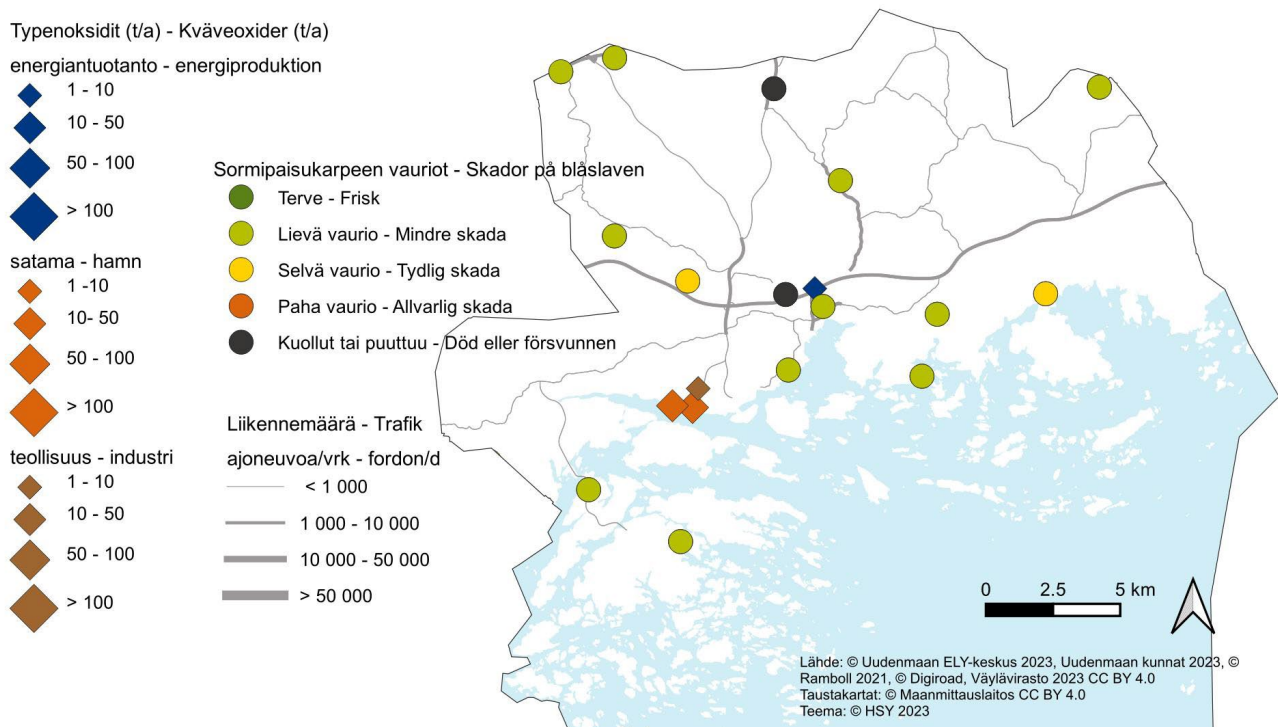 Typenoksidit (t/a) - Kväveoxider (t/a)
energiantuotanto - energiproduktion
1 - 10
10 - 50
50 - 100
> 100
satama - hamn
1 -10
10- 50
50 - 100
> 100
teollisuus - industri
1 - 10
10 - 50
50 - 100
> 100
Sormipaisukarpeen vauriot - Skador på blåslaven
Terve - Frisk
Lievä vaurio - Mindre skada
Selvä vaurio - Tydlig skada
Paha vaurio - Allvarlig skada
Kuollut tai puuttuu - Död eller försvunnen
Liikennemäärä - Trafik
ajoneuvoa/vrk - fordon/d
< 1 000
1 000 - 10 000
10 000 - 50 000
> 50 000
0 2.5 5 km
Lähde: © Uudenmaan ELY-keskus 2023, Uudenmaan kunnat 2023, ©
Ramboll 2021, © Digiroad, Väylävirasto 2023 CC BY 4.0
Taustakartat: © Maanmittauslaitos CC BY 4.0
Teema: © HSY 2023